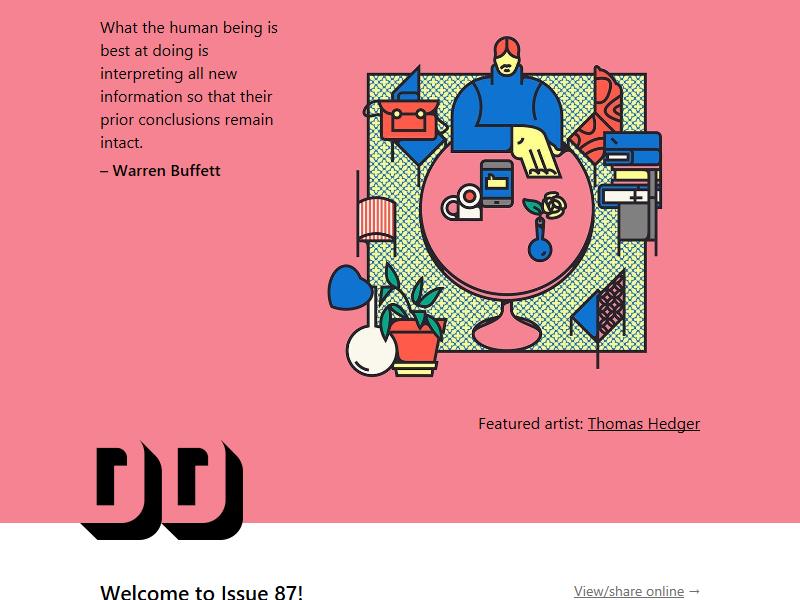 What the human being is
best at doing is
interpreting all new
information so that their
prior conclusions remain
intact.
– Warren Buffett
Featured artist: Thomas Hedger
DD
Welcome to Issue 87!
View/share online →